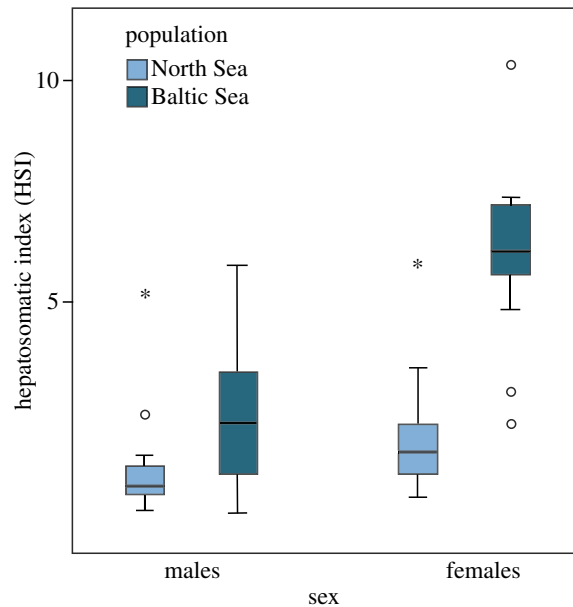 population
North Sea
Baltic Sea
10
5
hepatosomatic index (HSI)
*
*
males
females
sex